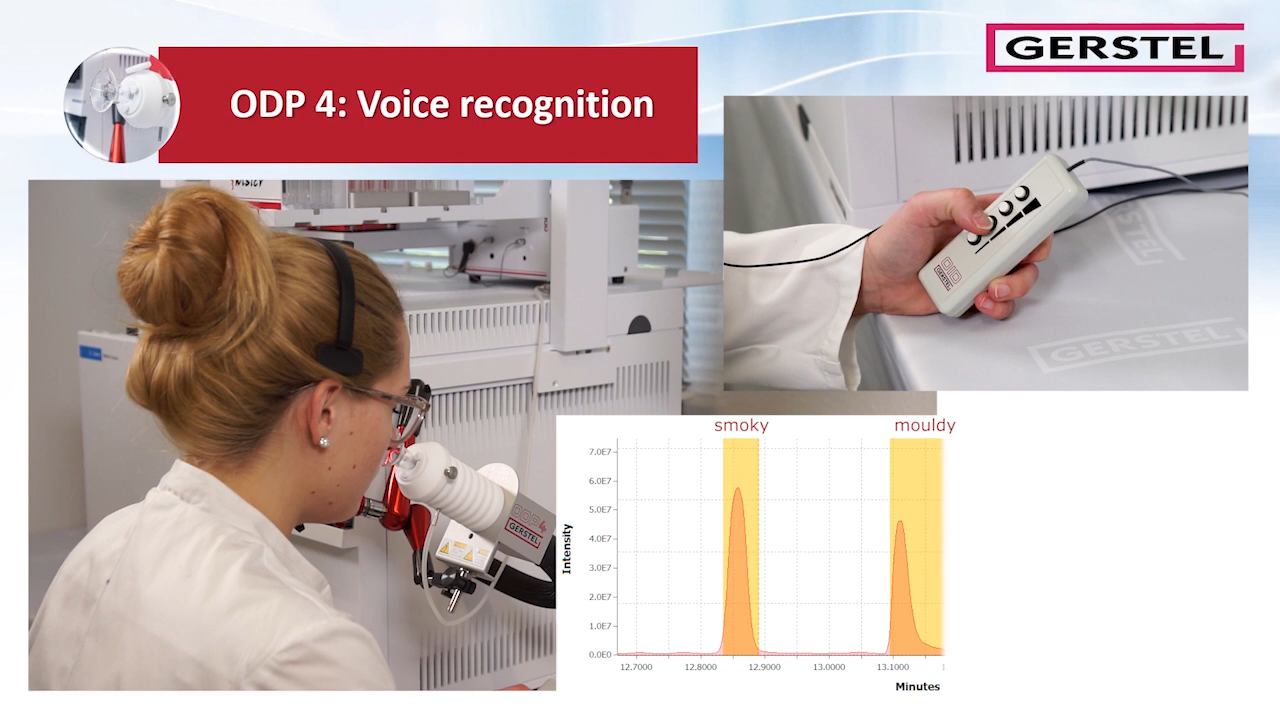 GERSTEL
ODP 4: Voice recognition
GERSTEL
GERSTEL
ODP4
GERSTEL
smoky
mouldy
7.0E7
6.0E7
5.0E7
4.0E7
3.0E7
2.0E7
1.0E7
0.0E0
Intensity
12.7000
12.8000
12.9000
13.0000
13.1000
Minutes